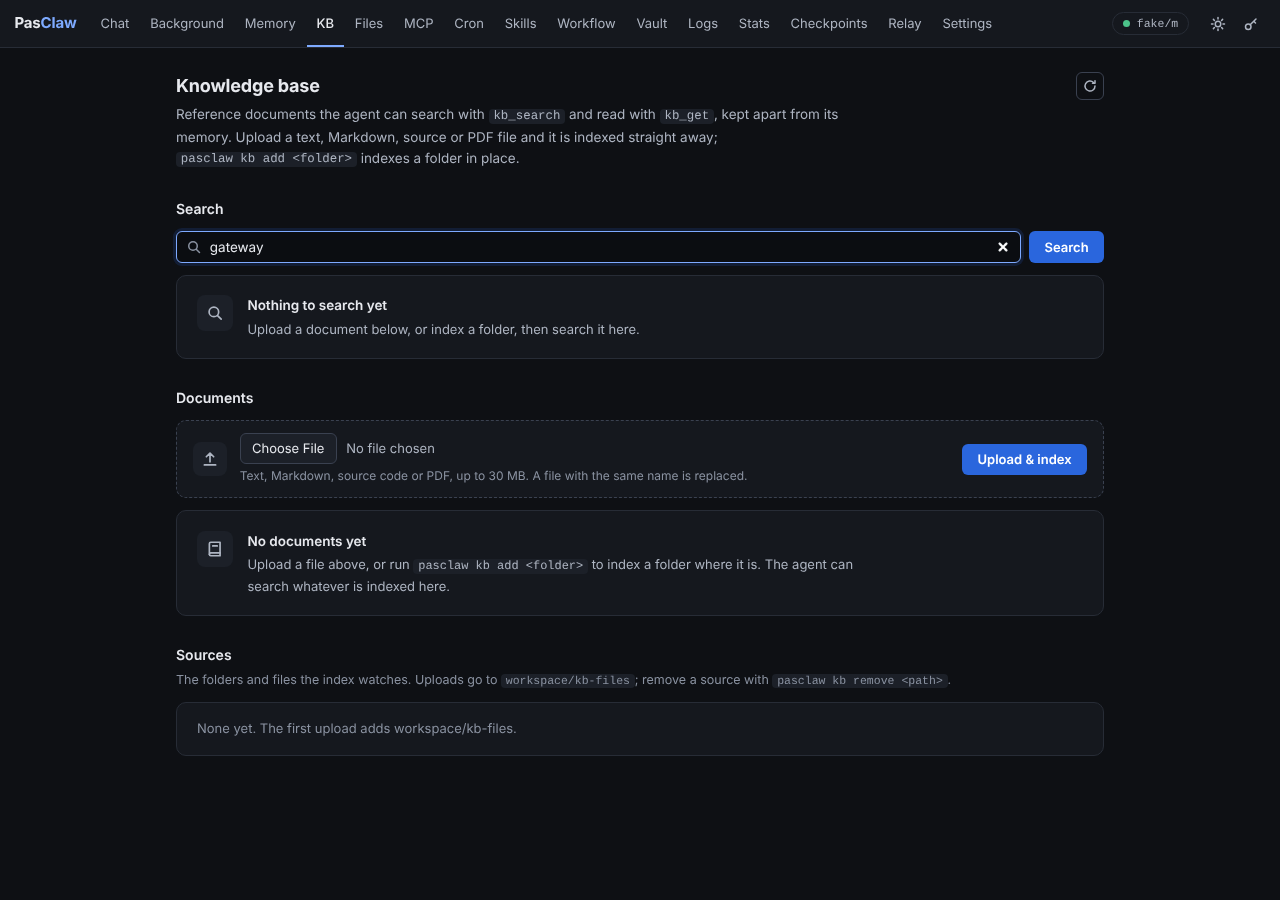 PasClaw Chat Background Memory KB Files MCP Cron Skills Workflow Vault Logs Stats Checkpoints Relay Settings fake/m
Knowledge base
Reference documents the agent can search with kb_search and read with kb_get, kept apart from its
memory. Upload a text, Markdown, source or PDF file and it is indexed straight away;
pasclaw kb add <folder> indexes a folder in place.
Search
gateway
Search
Nothing to search yet
Upload a document below, or index a folder, then search it here.
Documents
Choose File No file chosen
Text, Markdown, source code or PDF, up to 30 MB. A file with the same name is replaced.
Upload & index
No documents yet
Upload a file above, or run pasclaw kb add <folder> to index a folder where it is. The agent can
search whatever is indexed here.
Sources
The folders and files the index watches. Uploads go to workspace/kb-files; remove a source with pasclaw kb remove <path>.
None yet. The first upload adds workspace/kb-files.